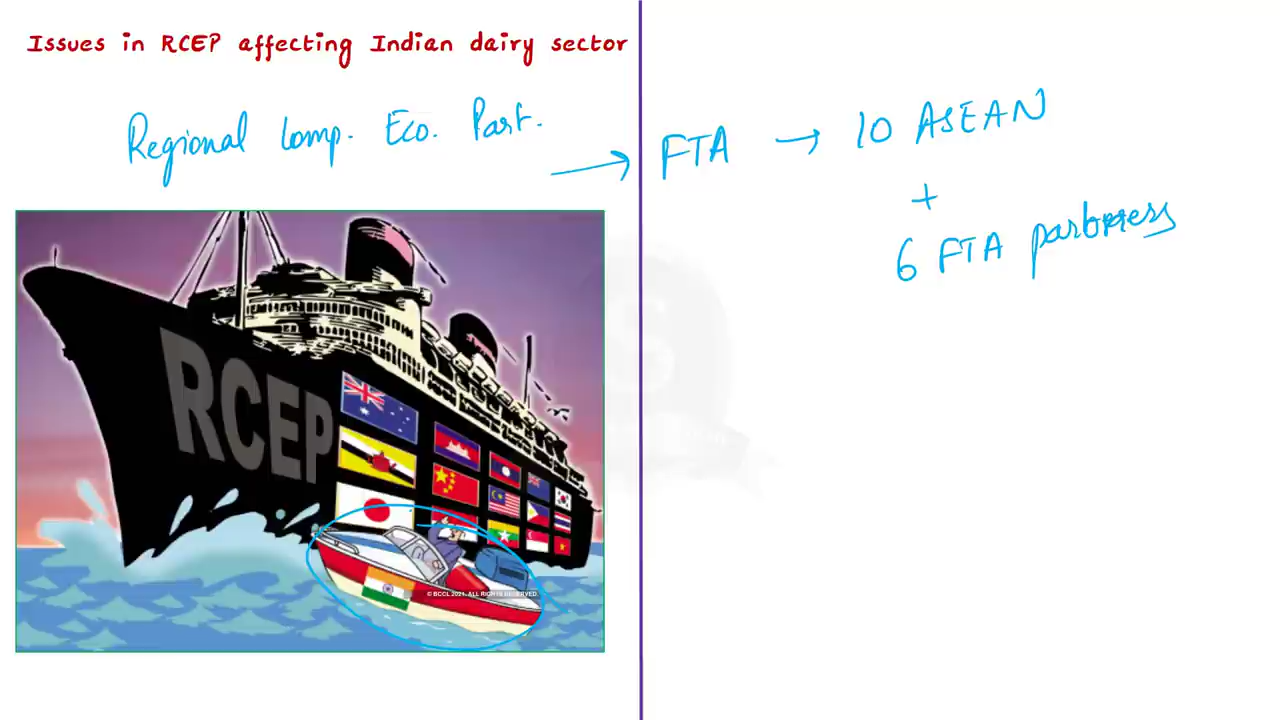 Issues in RCEP affecting Indian dairy sector
Regional Comp. Eco. Part.
→ FTA → 10 ASEAN
+
6 FTA partners
RCEP
© BCCL 2021. ALL RIGHTS RESERVED.